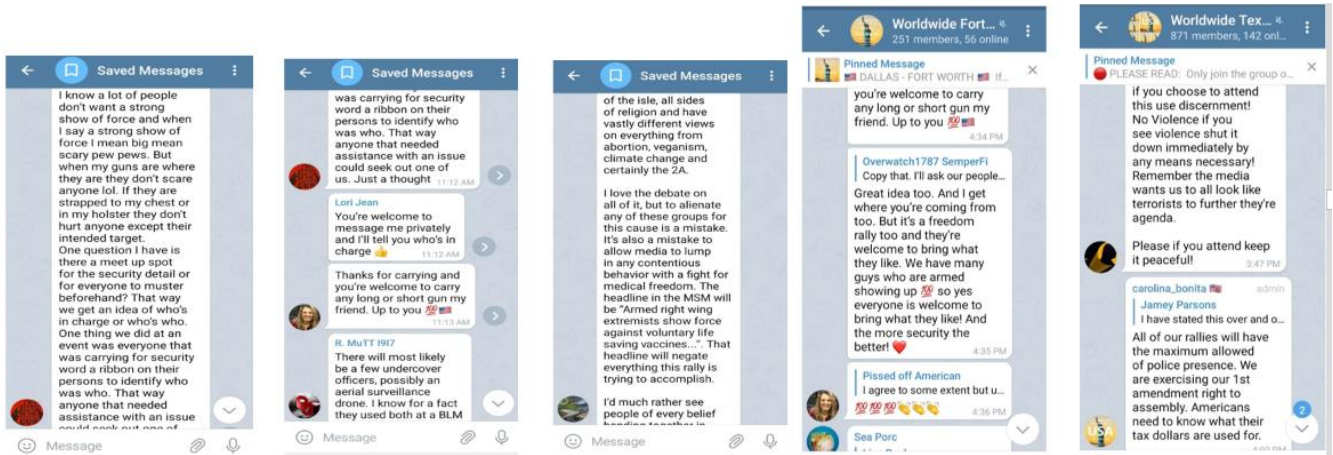 Saved Messages
I know a lot of people
don't want a strong
show of force and when
I say a strong show of
force I mean big mean
scary pew pews. But
when my guns are where
they are they don't scare
anyone lol. If they are
strapped to my chest or
in my holster they don't
hurt anyone except their
intended target.
One question I have is
there a meet up spot
for the security detail or
for everyone to muster
beforehand? That way
we get an idea of who's
in charge or who's who.
One thing we did at an
event was everyone that
was carrying for security
word a ribbon on their
persons to identify who
was who. That way
anyone that needed
assistance with an issue
could seek out one of
Message
Saved Messages
was carrying for security
word a ribbon on their
persons to identify who
was who. That way
anyone that needed
assistance with an issue
could seek out one of
us. Just a thought 11:12 AM
Lori Jean
You're welcome to
message me privately
and I'll tell you who's in
charge 👍 11:12 AM
Thanks for carrying and
you're welcome to carry
any long or short gun my
friend. Up to you 💯🇺🇸
11:13 AM
R. MuTT I9I7
There will most likely
be a few undercover
officers, possibly an
aerial surveillance
drone. I know for a fact
they used both at a BLM
Message
Saved Messages
of the isle, all sides
of religion and have
vastly different views
on everything from
abortion, veganism,
climate change and
certainly the 2A.
I love the debate on
all of it, but to alienate
any of these groups for
this cause is a mistake.
It's also a mistake to
allow media to lump
in any contentious
behavior with a fight for
medical freedom. The
headline in the MSM will
be "Armed right wing
extremists show force
against voluntary life
saving vaccines...". That
headline will negate
everything this rally is
trying to accomplish.
I'd much rather see
people of every belief
banding together in
Message
Worldwide Fort...
251 members, 56 online
Pinned Message
🇺🇸 DALLAS - FORT WORTH 🇺🇸 If...
you're welcome to carry
any long or short gun my
friend. Up to you 💯🇺🇸
4:34 PM
Overwatch1787 SemperFi
Copy that. I'll ask our people...
Great idea too. And I get
where you're coming from
too. But it's a freedom
rally too and they're
welcome to bring what
they like. We have many
guys who are armed
showing up 💯 so yes
everyone is welcome to
bring what they like! And
the more security the
better! ❤️ 4:35 PM
Pissed off American
I agree to some extent but u...
💯💯💯👏👏👏 4:36 PM
Sea Porc
Message
Worldwide Tex...
871 members, 142 onl...
Pinned Message
🔴 PLEASE READ: Only join the group o...
if you choose to attend
this use discernment!
No Violence if you
see violence shut it
down immediately by
any means necessary!
Remember the media
wants us to all look like
terrorists to further they're
agenda.
Please if you attend keep
it peaceful! 3:47 PM
carolina_bonita 🇺🇸 admin
Jamey Parsons
I have stated this over and o...
All of our rallies will have
the maximum allowed
of police presence. We
are exercising our 1st
amendment right to
assembly. Americans
need to know what their
tax dollars are used for.
2
Message